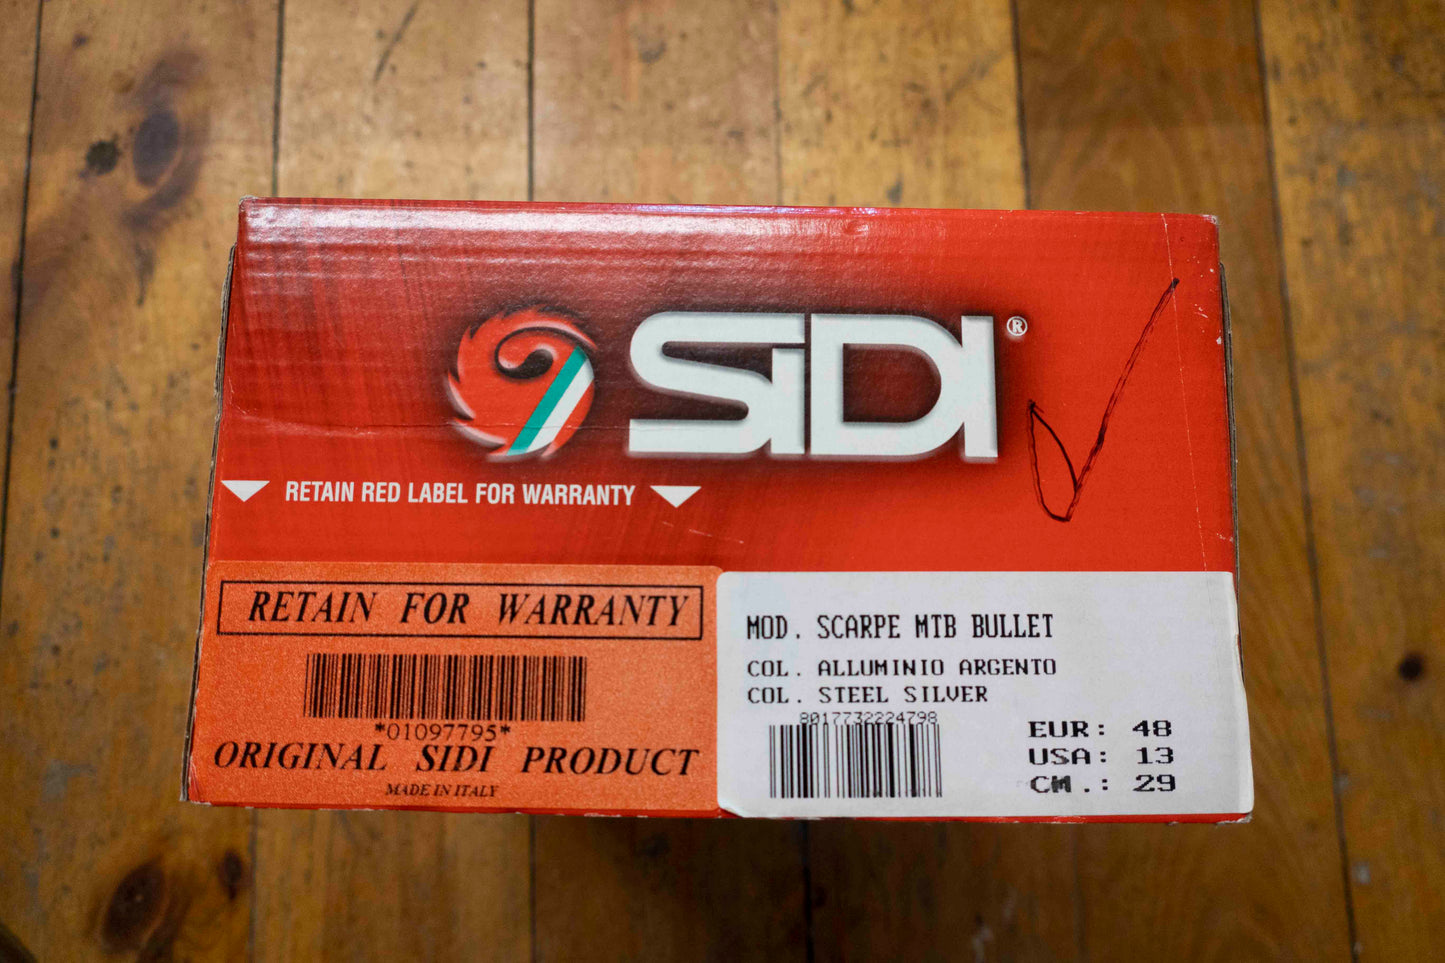 SIDI®
RETAIN RED LABEL FOR WARRANTY
RETAIN FOR WARRANTY
*01097795*
ORIGINAL SIDI PRODUCT
MADE IN ITALY
MOD. SCARPE MTB BULLET
COL. ALLUMINIO ARGENTO
COL. STEEL SILVER
8017732224798
EUR: 48
USA: 13
CM.: 29